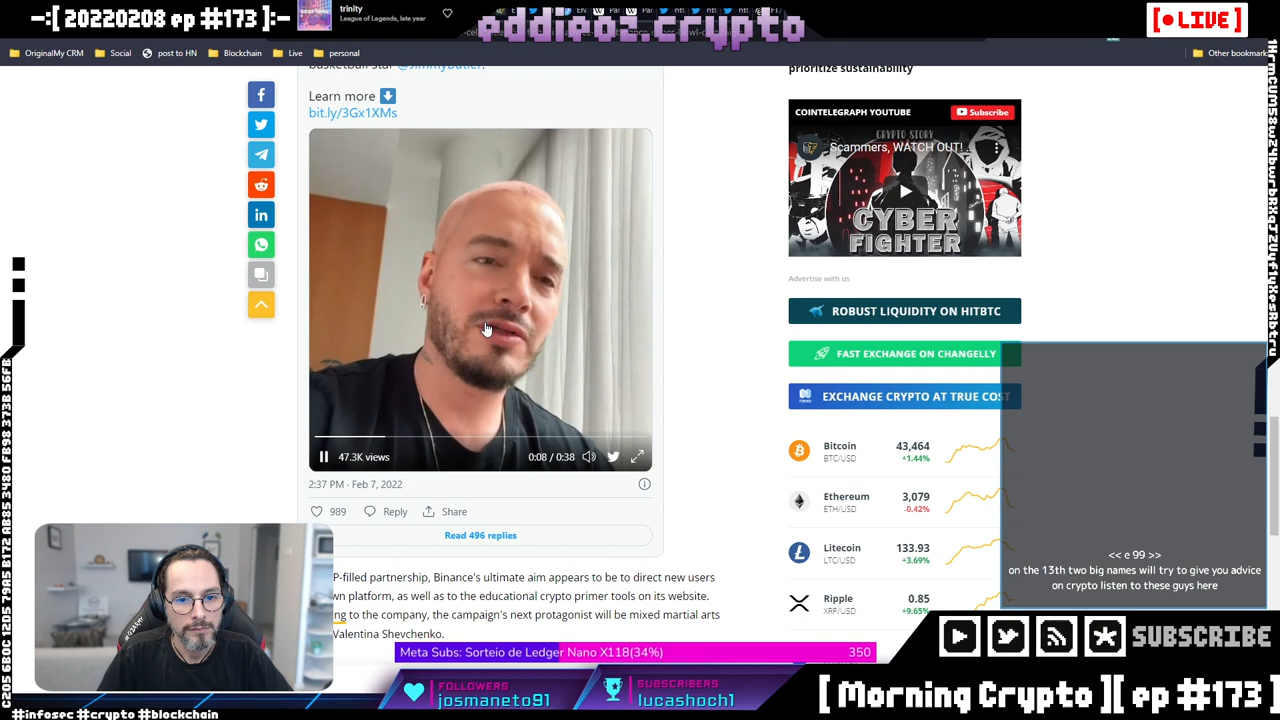 -:[ 20220208 ep #173 ]:-
trinity
League of Legends, late year
eddieoz.crypto
[• LIVE]
OriginalMy CRM
Social
post to HN
Blockchain
Live
personal
Other bookmark
basketball star @JimmyButler.
Learn more
bit.ly/3Gx1XMs
47.3K views
0:08 / 0:38
2:37 PM · Feb 7, 2022
989
Reply
Share
Read 496 replies
P-filled partnership, Binance's ultimate aim appears to be to direct new users
wn platform, as well as to the educational crypto primer tools on its website.
ng to the company, the campaign's next protagonist will be mixed martial arts
Valentina Shevchenko.
prioritize sustainability
COINTELEGRAPH YOUTUBE
Subscribe
CRYPTO STORY
Scammers, WATCH OUT! ..
CYBER
FIGHTER
Advertise with us
ROBUST LIQUIDITY ON HITBTC
FAST EXCHANGE ON CHANGELLY
nexo
EXCHANGE CRYPTO AT TRUE COST
Bitcoin
43,464
BTC/USD
+1.44%
Ethereum
3,079
ETH/USD
-0.42%
Litecoin
133.93
LTC/USD
+3.69%
Ripple
0.85
XRP/USD
+9.65%
<< e 99 >>
on the 13th two big names will try to give you advice
on crypto listen to these guys here
SUBSCRIBE
Meta Subs: Sorteio de Ledger Nano X118(34%)
350
FOLLOWERS
josmaneto91
SUBSCRIBERS
lucashoch1
[ Morning Crypto ][ ep #173 ]
#infosec #crypto #blockchain